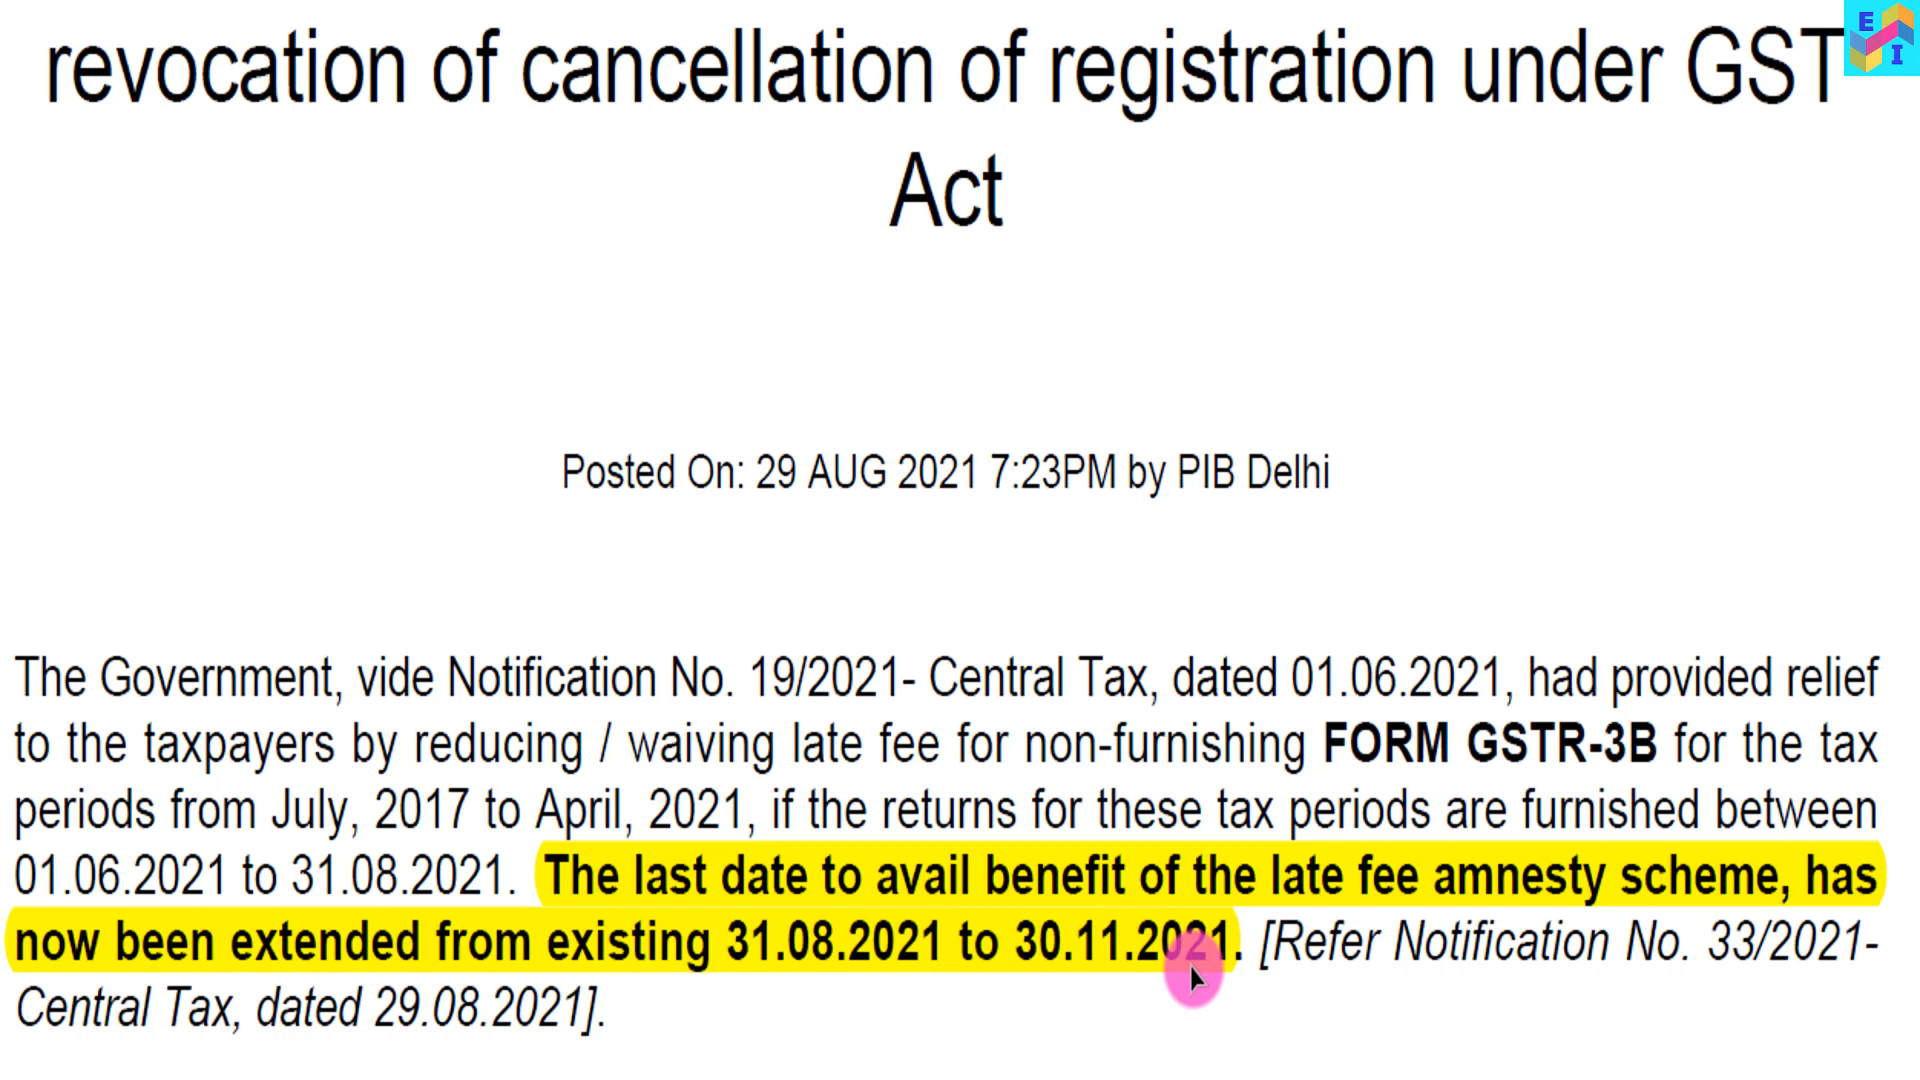 revocation of cancellation of registration under GST
Act
E
I
Posted On: 29 AUG 2021 7:23PM by PIB Delhi
The Government, vide Notification No. 19/2021- Central Tax, dated 01.06.2021, had provided relief
to the taxpayers by reducing / waiving late fee for non-furnishing FORM GSTR-3B for the tax
periods from July, 2017 to April, 2021, if the returns for these tax periods are furnished between
01.06.2021 to 31.08.2021. The last date to avail benefit of the late fee amnesty scheme, has
now been extended from existing 31.08.2021 to 30.11.2021. [Refer Notification No. 33/2021-
Central Tax, dated 29.08.2021].